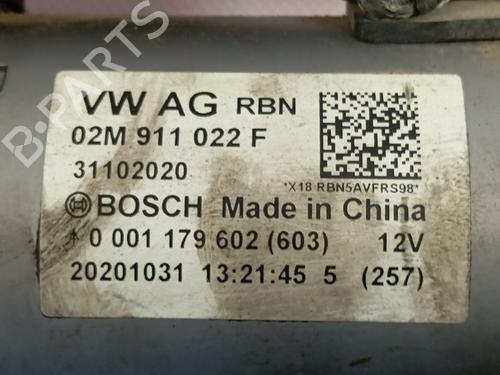 VW AG RBN
02M 911 022 F
31102020
*X18 RBN5AVFRS98*
BOSCH Made in China
0 001 179 602 (603) 12V
20201031 13:21:45 5 (257)
B-PARTS